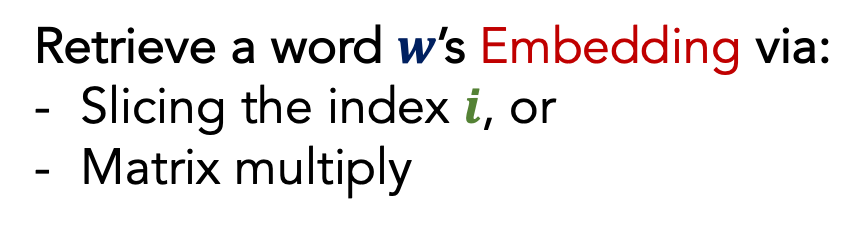 Retrieve a word w's Embedding via:
- Slicing the index i, or
- Matrix multiply